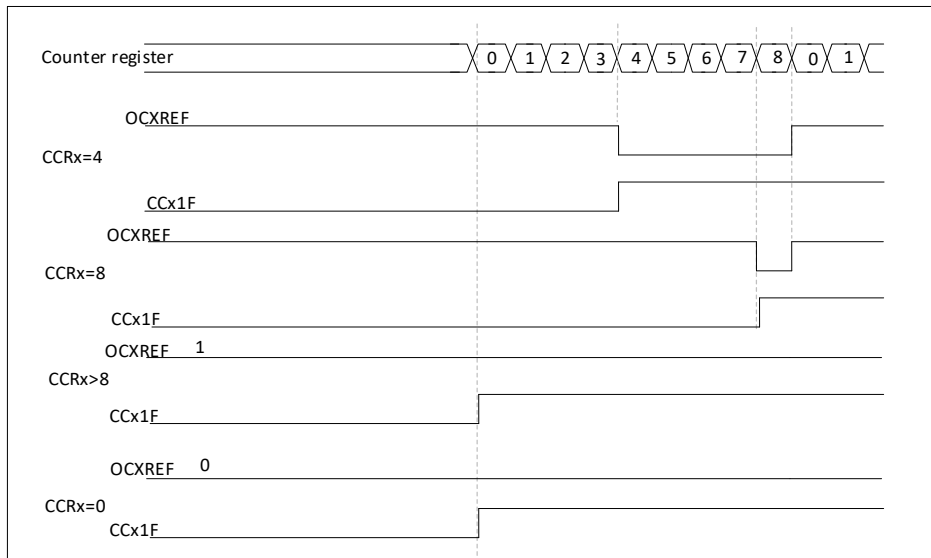 Counter register 0 1 2 3 4 5 6 7 8 0 1
OCXREF
CCRx=4
CCx1F
OCXREF
CCRx=8
CCx1F
OCXREF 1
CCRx>8
CCx1F
OCXREF 0
CCRx=0
CCx1F